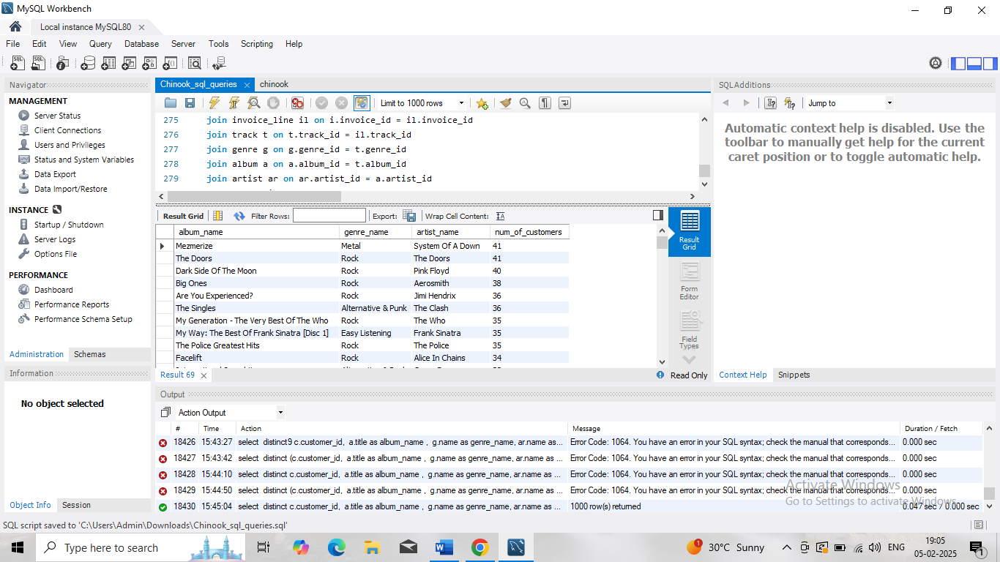 MySQL Workbench
Local instance MySQL80
File Edit View Query Database Server Tools Scripting Help
Navigator
MANAGEMENT
Server Status
Client Connections
Users and Privileges
Status and System Variables
Data Export
Data Import/Restore
INSTANCE
Startup / Shutdown
Server Logs
Options File
PERFORMANCE
Dashboard
Performance Reports
Performance Schema Setup
Administration Schemas
Information
No object selected
Object Info Session
Chinook_sql_queries chinook
Limit to 1000 rows
275 join invoice_line il on i.invoice_id = il.invoice_id
276 join track t on t.track_id = il.track_id
277 join genre g on g.genre_id = t.genre_id
278 join album a on a.album_id = t.album_id
279 join artist ar on ar.artist_id = a.artist_id
Result Grid Filter Rows: Export: Wrap Cell Content:
album_name genre_name artist_name num_of_customers
Mezmerize Metal System Of A Down 41
The Doors Rock The Doors 41
Dark Side Of The Moon Rock Pink Floyd 40
Big Ones Rock Aerosmith 38
Are You Experienced? Rock Jimi Hendrix 36
The Singles Alternative & Punk The Clash 36
My Generation - The Very Best Of The Who Rock The Who 35
My Way: The Best Of Frank Sinatra [Disc 1] Easy Listening Frank Sinatra 35
The Police Greatest Hits Rock The Police 35
Facelift Rock Alice In Chains 34
Result
Grid
Form
Editor
Field
Types
Result 69
Read Only
SQLAdditions
Jump to
Automatic context help is disabled. Use the
toolbar to manually get help for the current
caret position or to toggle automatic help.
Context Help Snippets
Output
Action Output
# Time Action Message Duration / Fetch
18426 15:43:27 select distinct9 c.customer_id, a.title as album_name , g.name as genre_name, ar.name as... Error Code: 1064. You have an error in your SQL syntax; check the manual that corresponds... 0.000 sec
18427 15:43:42 select distinct (c.customer_id, a.title as album_name , g.name as genre_name, ar.name as ... Error Code: 1064. You have an error in your SQL syntax; check the manual that corresponds... 0.000 sec
18428 15:44:10 select distinct c.customer_id, a.title as album_name , g.name as genre_name, ar.name as ... Error Code: 1064. You have an error in your SQL syntax; check the manual that corresponds... 0.000 sec
18429 15:44:50 select distinct (c.customer_id, a.title as album_name , g.name as genre_name, ar.name as ... Error Code: 1064. You have an error in your SQL syntax; check the manual that corresponds... 0.000 sec
18430 15:45:04 select distinct c.customer_id, a.title as album_name , g.name as genre_name, ar.name as ... 1000 row(s) returned 0.047 sec / 0.000 sec
Activate Windows
Go to Settings to activate Windows.
SQL script saved to 'C:\Users\Admin\Downloads\Chinook_sql_queries.sql'
Type here to search
1
30°C Sunny
ENG
19:05
05-02-2025
1